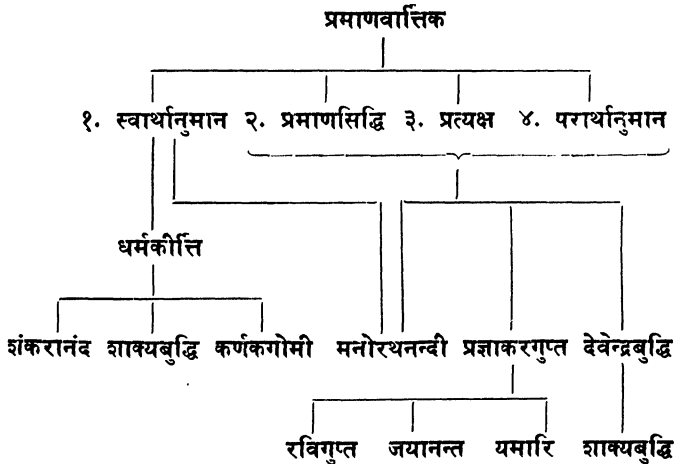 प्रमाणवार्त्तिक
१. स्वार्थानुमान २. प्रमाणसिद्धि ३. प्रत्यक्ष ४. परार्थानुमान
धर्मकीर्त्ति
शंकरानंद शाक्यबुद्धि कर्णकगोमी मनोरथनन्दी प्रज्ञाकरगुप्त देवेन्द्रबुद्धि
रविगुप्त जयानन्त यमारि शाक्यबुद्धि